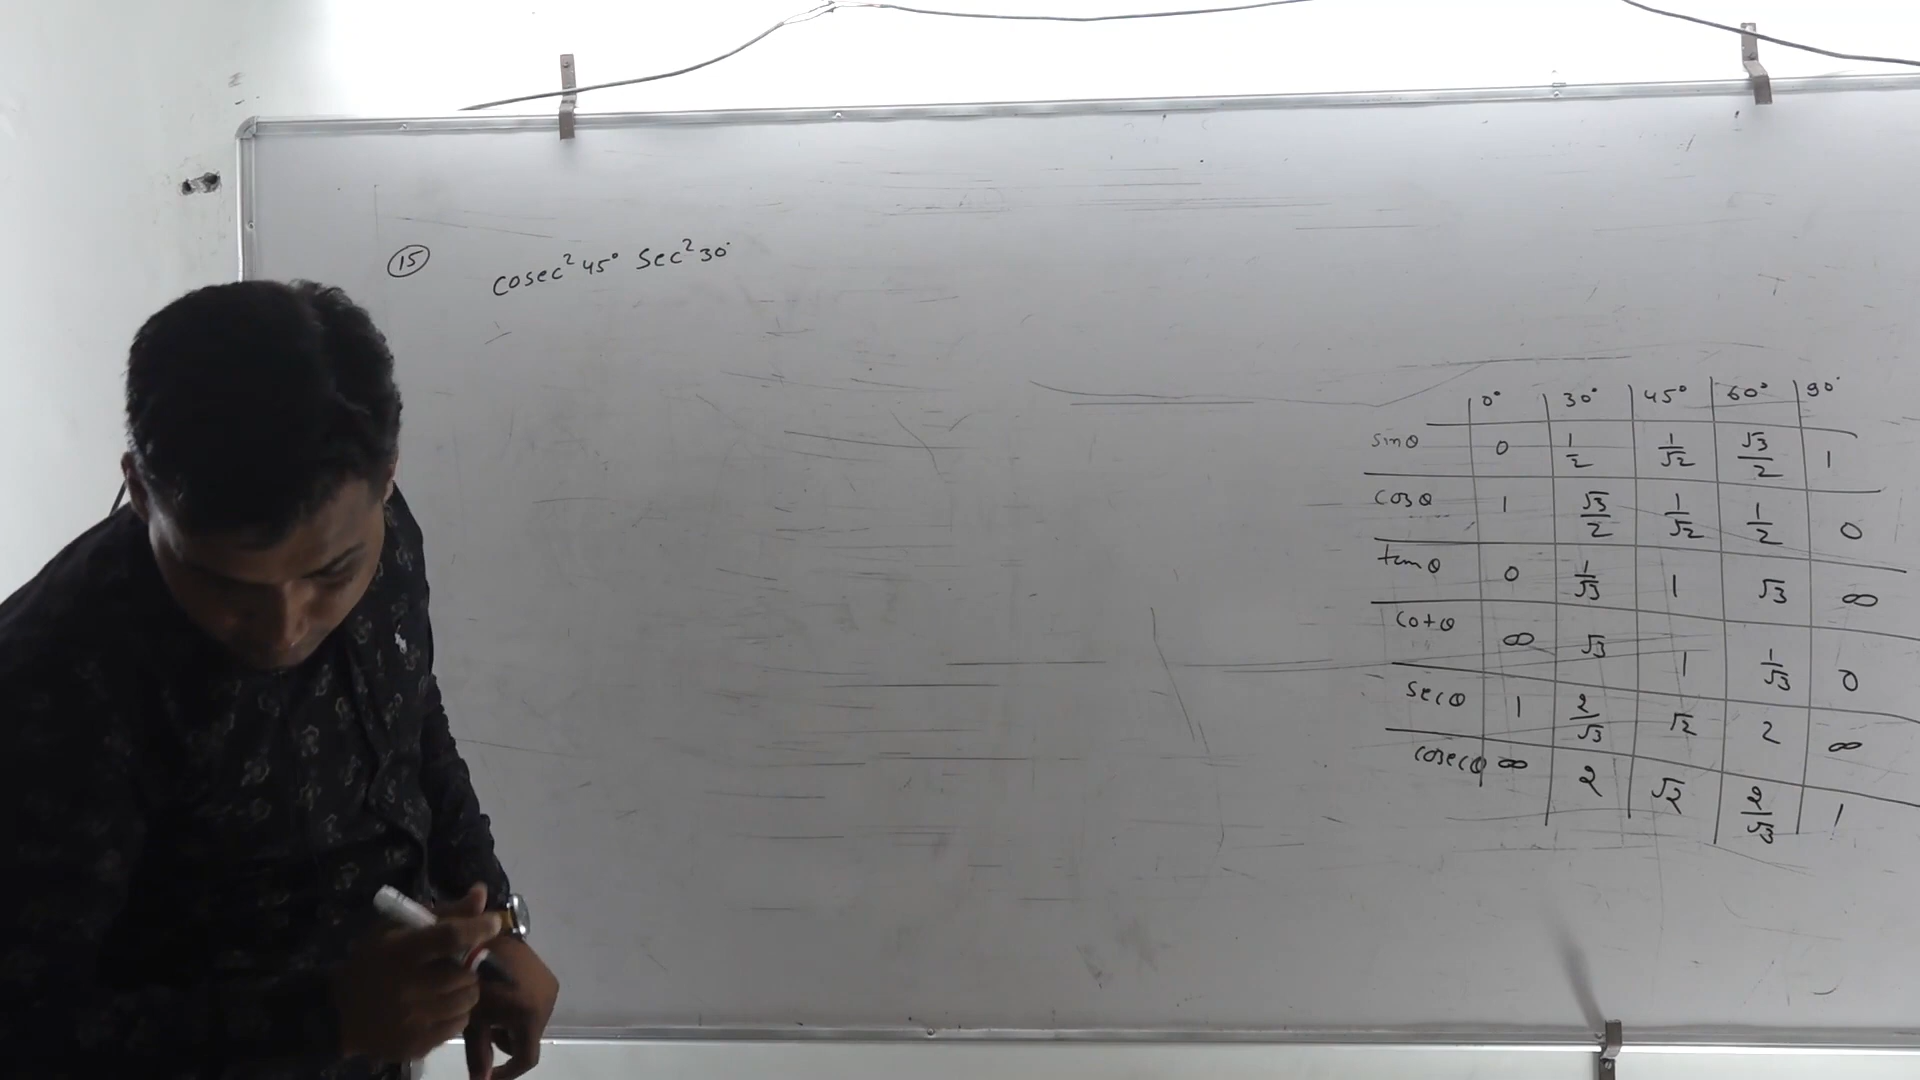 (15) cosec² 45° sec² 30°
0° 30° 45° 60° 90°
sinθ 0 1/2 1/√2 √3/2 1
cosθ 1 √3/2 1/√2 1/2 0
tanθ 0 1/√3 1 √3 ∞
cotθ ∞ √3 1 1/√3 0
secθ 1 2/√3 √2 2 ∞
cosecθ ∞ 2 √2 2/√3 1